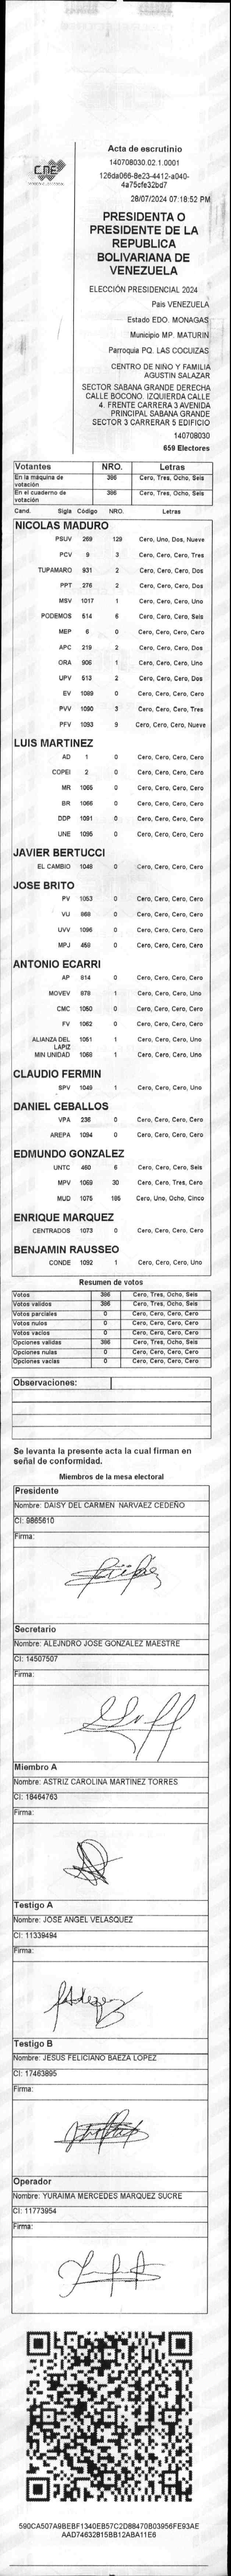 CNE
Acta de escrutinio
140708030.02.1.0001
126da066-8e23-4412-a040-
4a75cfe32bd7
28/07/2024 07:18:52 PM
PRESIDENTA O
PRESIDENTE DE LA
REPUBLICA
BOLIVARIANA DE
VENEZUELA
ELECCIÓN PRESIDENCIAL 2024
País VENEZUELA
Estado EDO. MONAGAS
Municipio MP. MATURIN
Parroquia PQ. LAS COCUIZAS
CENTRO DE NIÑO Y FAMILIA
AGUSTIN SALAZAR
SECTOR SABANA GRANDE DERECHA
CALLE BOCONO. IZQUIERDA CALLE
4. FRENTE CARRERA 3 AVENIDA
PRINCIPAL SABANA GRANDE
SECTOR 3 CARRERAR 5 EDIFICIO
140708030
659 Electores
Votantes NRO. Letras
En la máquina de votación 386 Cero, Tres, Ocho, Seis
En el cuaderno de votación 386 Cero, Tres, Ocho, Seis
Cand. Sigla Código NRO. Letras
NICOLAS MADURO
PSUV 269 129 Cero, Uno, Dos, Nueve
PCV 9 3 Cero, Cero, Cero, Tres
TUPAMARO 931 2 Cero, Cero, Cero, Dos
PPT 276 2 Cero, Cero, Cero, Dos
MSV 1017 1 Cero, Cero, Cero, Uno
PODEMOS 514 6 Cero, Cero, Cero, Seis
MEP 6 0 Cero, Cero, Cero, Cero
APC 219 2 Cero, Cero, Cero, Dos
ORA 906 1 Cero, Cero, Cero, Uno
UPV 513 2 Cero, Cero, Cero, Dos
EV 1089 0 Cero, Cero, Cero, Cero
PVV 1090 3 Cero, Cero, Cero, Tres
PFV 1093 9 Cero, Cero, Cero, Nueve
LUIS MARTINEZ
AD 1 0 Cero, Cero, Cero, Cero
COPEI 2 0 Cero, Cero, Cero, Cero
MR 1065 0 Cero, Cero, Cero, Cero
BR 1066 0 Cero, Cero, Cero, Cero
DDP 1091 0 Cero, Cero, Cero, Cero
UNE 1095 0 Cero, Cero, Cero, Cero
JAVIER BERTUCCI
EL CAMBIO 1048 0 Cero, Cero, Cero, Cero
JOSE BRITO
PV 1053 0 Cero, Cero, Cero, Cero
VU 868 0 Cero, Cero, Cero, Cero
UVV 1096 0 Cero, Cero, Cero, Cero
MPJ 458 0 Cero, Cero, Cero, Cero
ANTONIO ECARRI
AP 614 0 Cero, Cero, Cero, Cero
MOVEV 878 1 Cero, Cero, Cero, Uno
CMC 1050 0 Cero, Cero, Cero, Cero
FV 1062 0 Cero, Cero, Cero, Cero
ALIANZA DEL LAPIZ 1051 1 Cero, Cero, Cero, Uno
MIN UNIDAD 1068 1 Cero, Cero, Cero, Uno
CLAUDIO FERMIN
SPV 1049 1 Cero, Cero, Cero, Uno
DANIEL CEBALLOS
VPA 236 0 Cero, Cero, Cero, Cero
AREPA 1094 0 Cero, Cero, Cero, Cero
EDMUNDO GONZALEZ
UNTC 460 6 Cero, Cero, Cero, Seis
MPV 1069 30 Cero, Cero, Tres, Cero
MUD 1075 185 Cero, Uno, Ocho, Cinco
ENRIQUE MARQUEZ
CENTRADOS 1073 0 Cero, Cero, Cero, Cero
BENJAMIN RAUSSEO
CONDE 1092 1 Cero, Cero, Cero, Uno
Resumen de votos
Votos 386 Cero, Tres, Ocho, Seis
Votos validos 386 Cero, Tres, Ocho, Seis
Votos parciales 0 Cero, Cero, Cero, Cero
Votos nulos 0 Cero, Cero, Cero, Cero
Votos vacíos 0 Cero, Cero, Cero, Cero
Opciones validas 386 Cero, Tres, Ocho, Seis
Opciones nulas 0 Cero, Cero, Cero, Cero
Opciones vacías 0 Cero, Cero, Cero, Cero
Observaciones:
Se levanta la presente acta la cual firman en
señal de conformidad.
Miembros de la mesa electoral
Presidente
Nombre: DAISY DEL CARMEN NARVAEZ CEDEÑO
CI: 9865610
Firma:
Secretario
Nombre: ALEJNDRO JOSE GONZALEZ MAESTRE
CI: 14507507
Firma:
Miembro A
Nombre: ASTRIZ CAROLINA MARTINEZ TORRES
CI: 18464763
Firma:
Testigo A
Nombre: JOSE ANGEL VELASQUEZ
CI: 11339494
Firma:
Testigo B
Nombre: JESUS FELICIANO BAEZA LOPEZ
CI: 17463895
Firma:
Operador
Nombre: YURAIMA MERCEDES MARQUEZ SUCRE
CI: 11773954
Firma:
590CA507A9BEBF1340EB57C2D88470B03956FE93AE
AAD74632815BB12ABA11E6